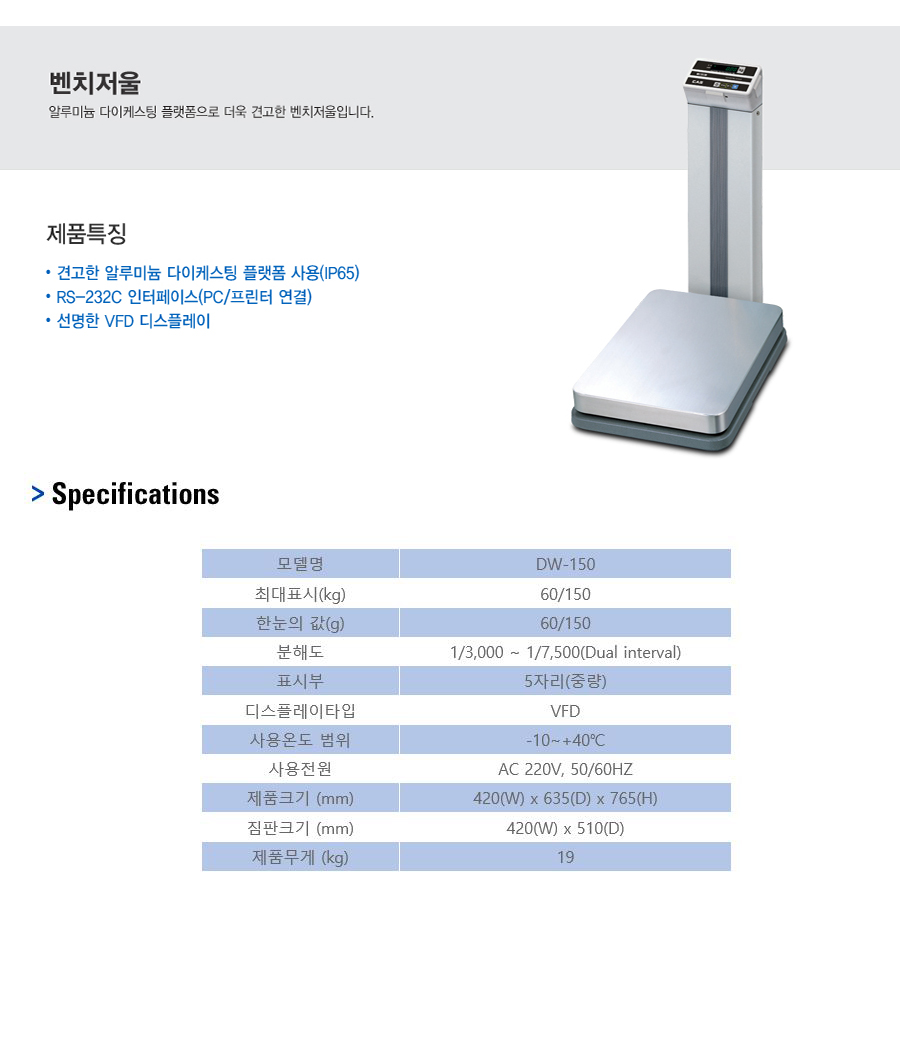 벤치저울
알루미늄 다이케스팅 플랫폼으로 더욱 견고한 벤치저울입니다.
CAS
제품특징
• 견고한 알루미늄 다이케스팅 플랫폼 사용(IP65)
• RS-232C 인터페이스(PC/프린터 연결)
• 선명한 VFD 디스플레이
> Specifications
모델명 DW-150
최대표시(kg) 60/150
한눈의 값(g) 60/150
분해도 1/3,000 ~ 1/7,500(Dual interval)
표시부 5자리(중량)
디스플레이타입 VFD
사용온도 범위 -10~+40℃
사용전원 AC 220V, 50/60HZ
제품크기 (mm) 420(W) x 635(D) x 765(H)
짐판크기 (mm) 420(W) x 510(D)
제품무게 (kg) 19